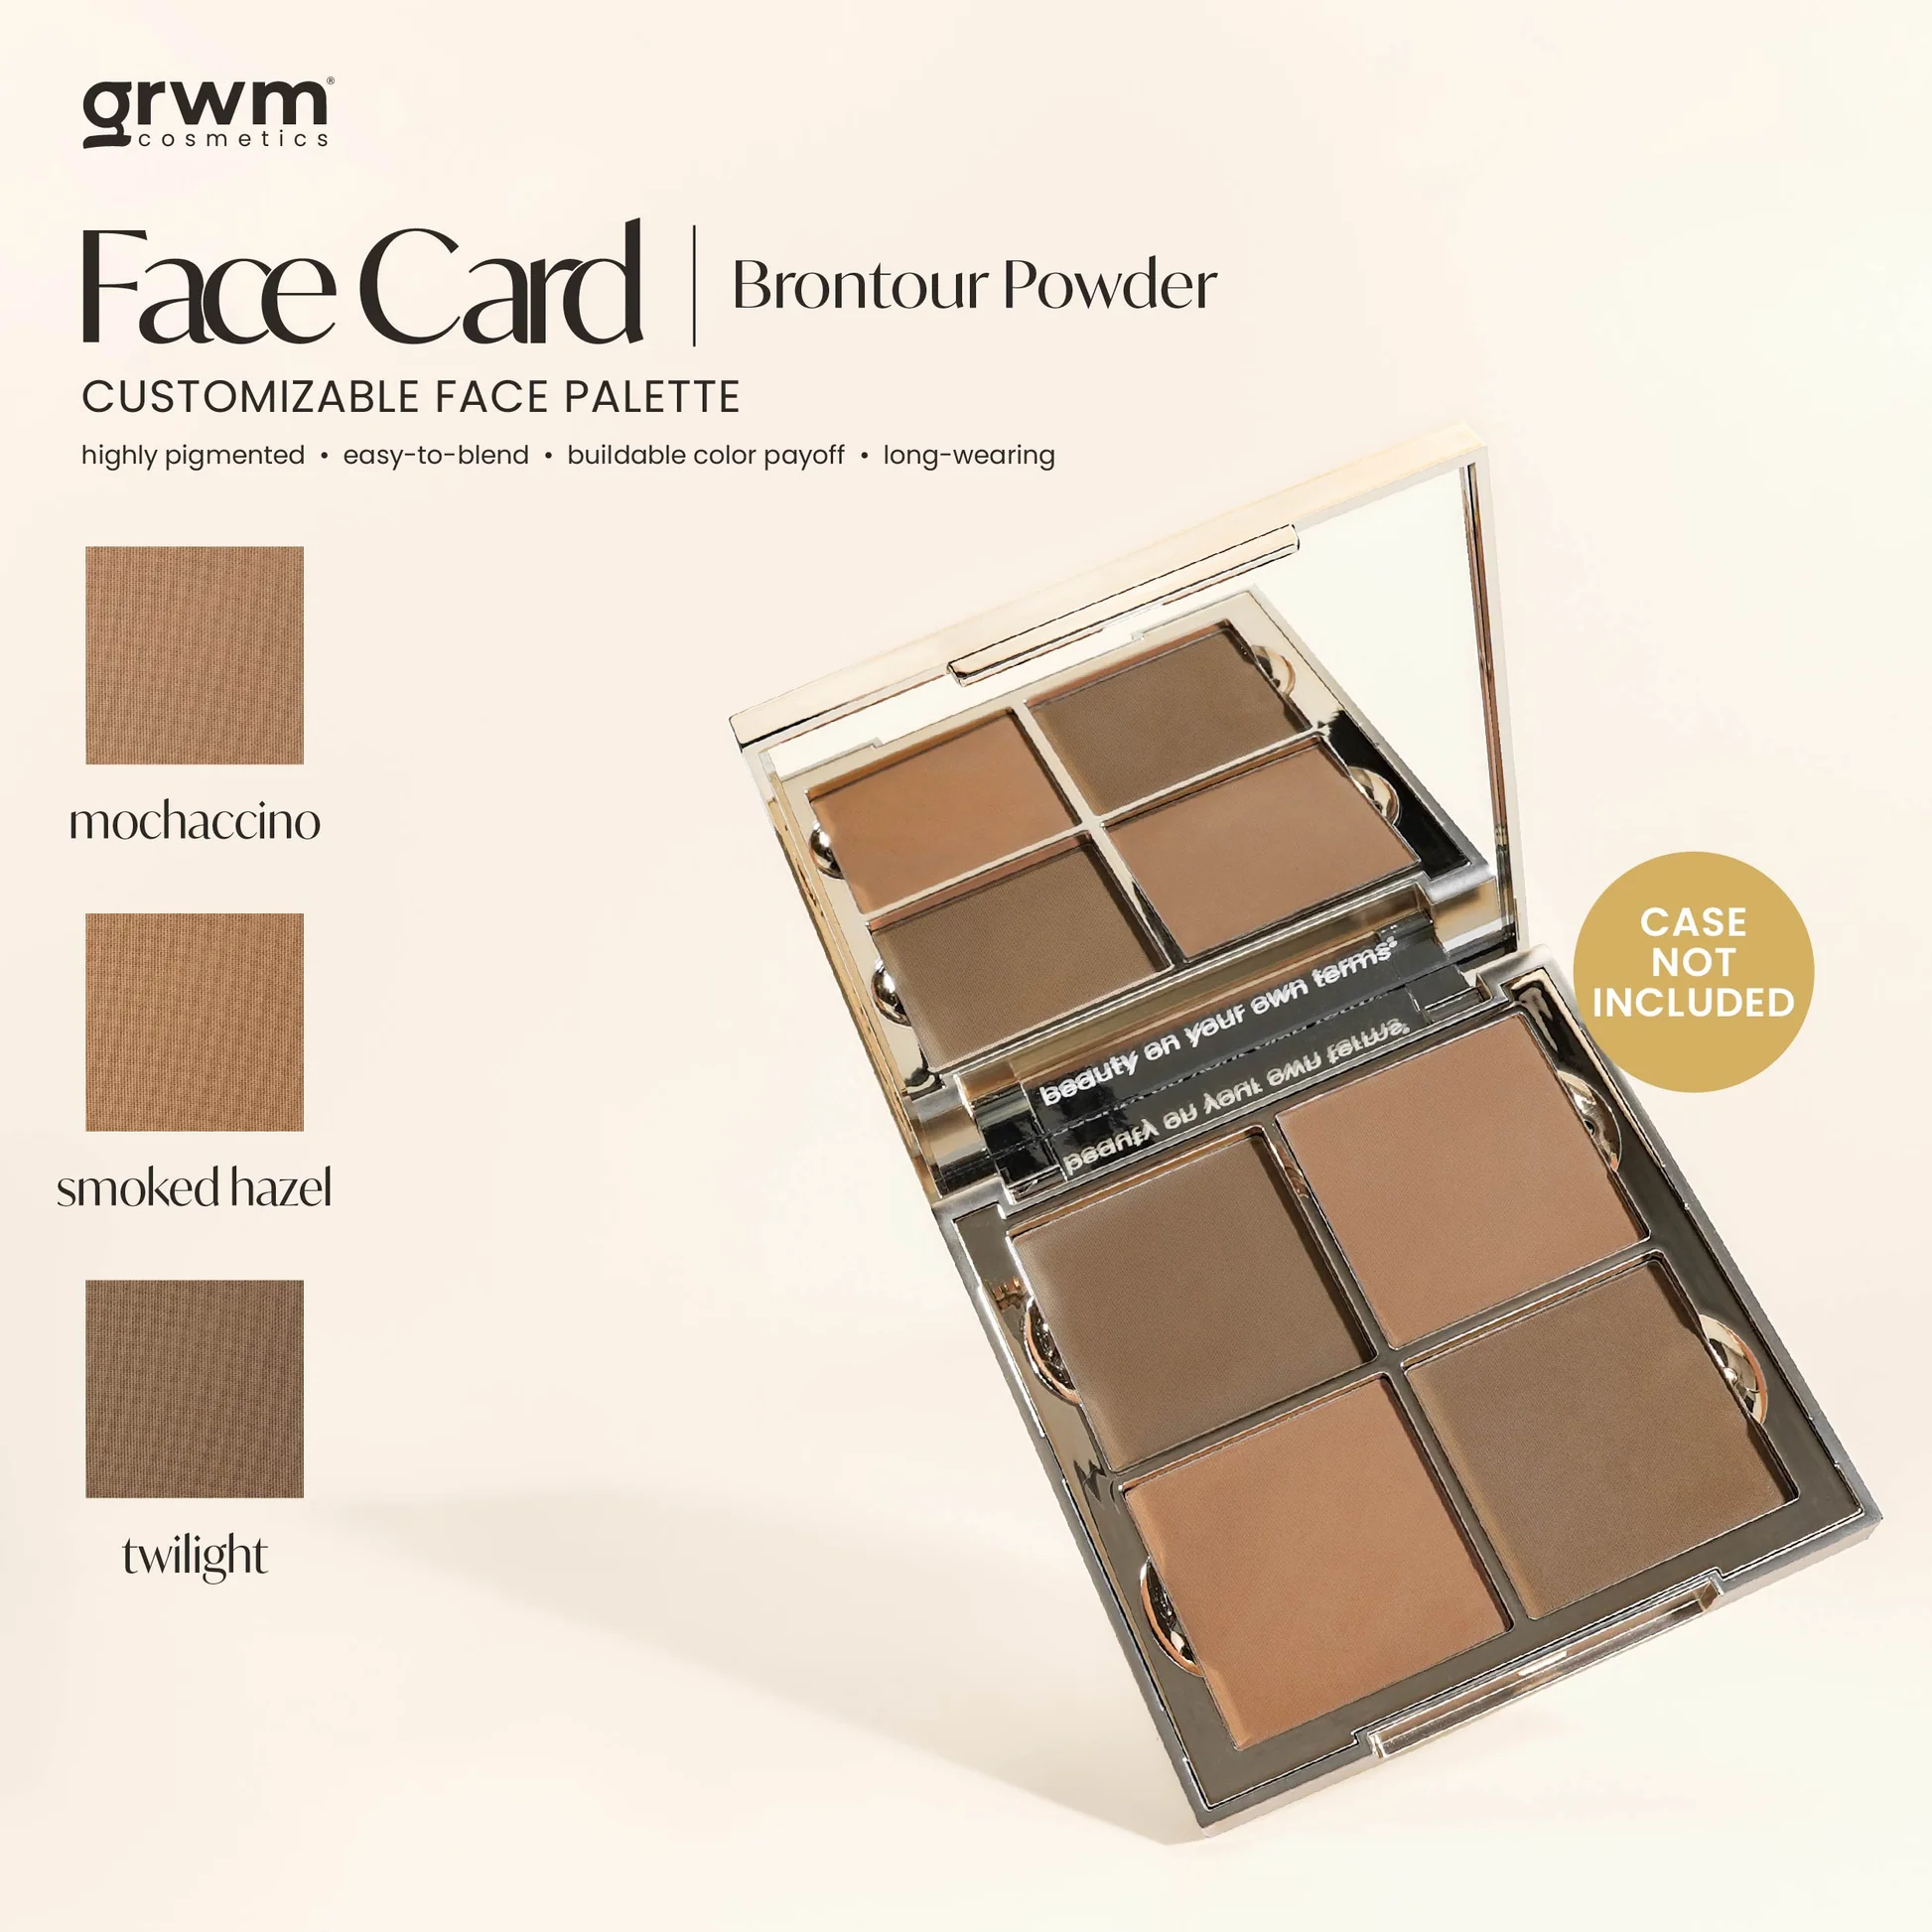 grwm®
cosmetics
Face Card | Brontour Powder
CUSTOMIZABLE FACE PALETTE
highly pigmented • easy-to-blend • buildable color payoff • long-wearing
mochaccino
smoked hazel
twilight
CASE
NOT
INCLUDED
beauty on your own terms
beauty on your own terms